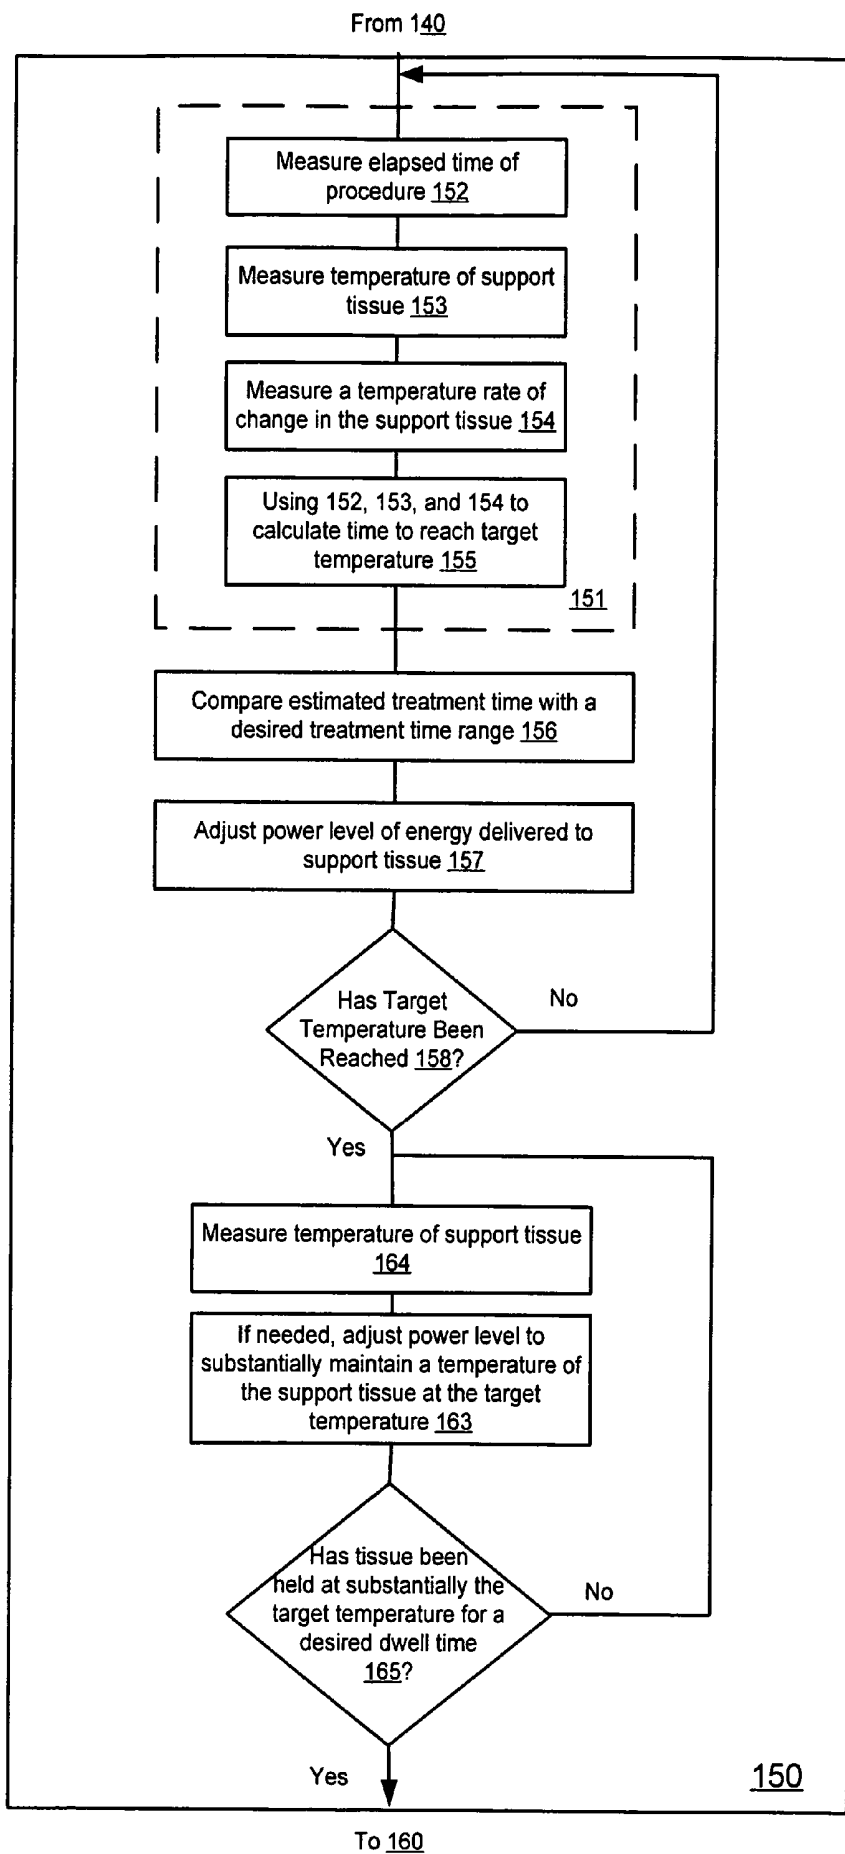 From 140
Measure elapsed time of
procedure 152
Measure temperature of support
tissue 153
Measure a temperature rate of
change in the support tissue 154
Using 152, 153, and 154 to
calculate time to reach target
temperature 155
151
Compare estimated treatment time with a
desired treatment time range 156
Adjust power level of energy delivered to
support tissue 157
Has Target
Temperature Been
Reached 158?
No
Yes
Measure temperature of support tissue
164
If needed, adjust power level to
substantially maintain a temperature of
the support tissue at the target
temperature 163
Has tissue been
held at substantially the
target temperature for a
desired dwell time
165?
No
Yes
150
To 160